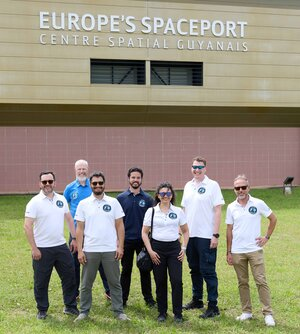 EUROPE'S SPACEPORT
CENTRE SPATIAL GUYANAIS